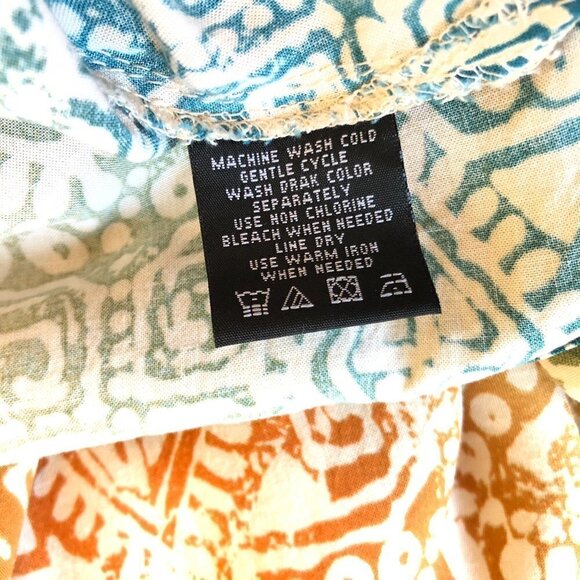 MACHINE WASH COLD
GENTLE CYCLE
WASH DRAK COLOR
SEPARATELY
USE NON CHLORINE
BLEACH WHEN NEEDED
LINE DRY
USE WARM IRON
WHEN NEEDED